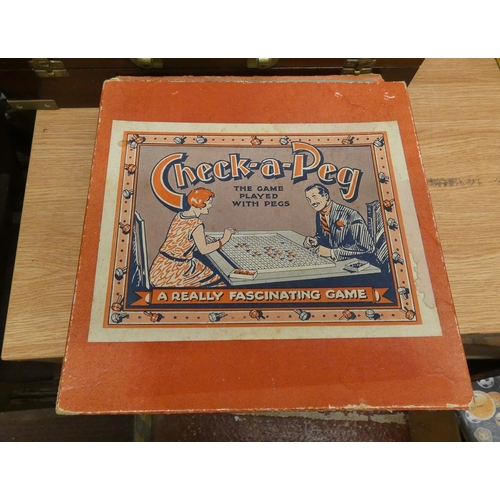 Check-a-Peg
THE GAME
PLAYED
WITH PEGS
A REALLY FASCINATING GAME